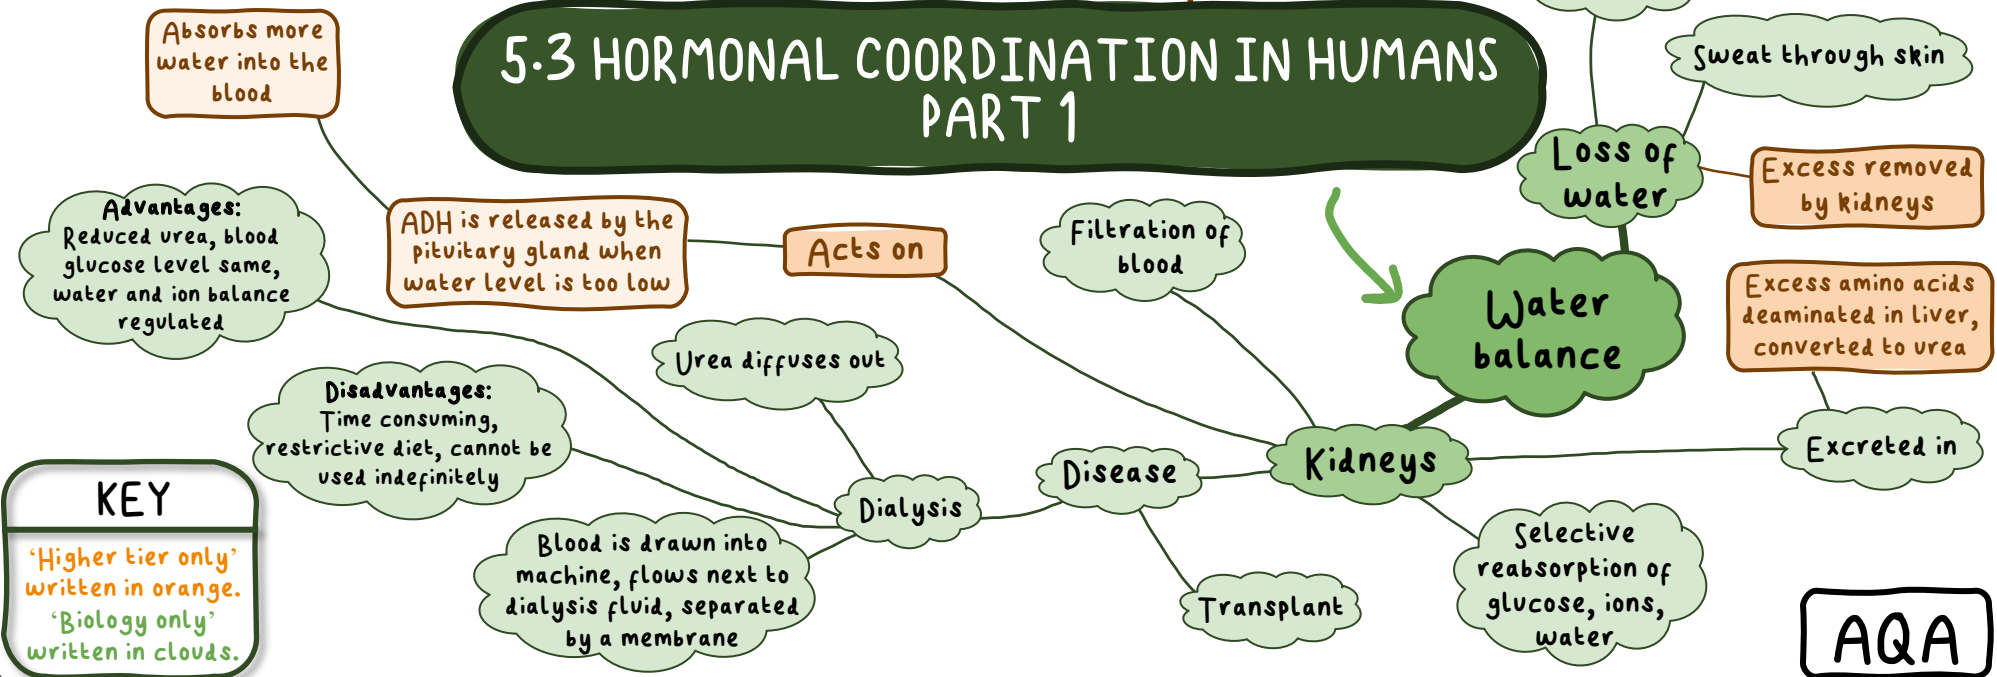 5.3 HORMONAL COORDINATION IN HUMANS
PART 1
Absorbs more
water into the
blood
Sweat through skin
Loss of
water
Excess removed
by kidneys
Advantages:
Reduced urea, blood
glucose level same,
water and ion balance
regulated
ADH is released by the
pituitary gland when
water level is too low
Acts on
Filtration of
blood
Water
balance
Excess amino acids
deaminated in liver,
converted to urea
Urea diffuses out
Disadvantages:
Time consuming,
restrictive diet, cannot be
used indefinitely
Excreted in
Kidneys
Disease
Dialysis
KEY
'Higher tier only'
written in orange.
'Biology only'
written in clouds.
Blood is drawn into
machine, flows next to
dialysis fluid, separated
by a membrane
Transplant
Selective
reabsorption of
glucose, ions,
water
AQA